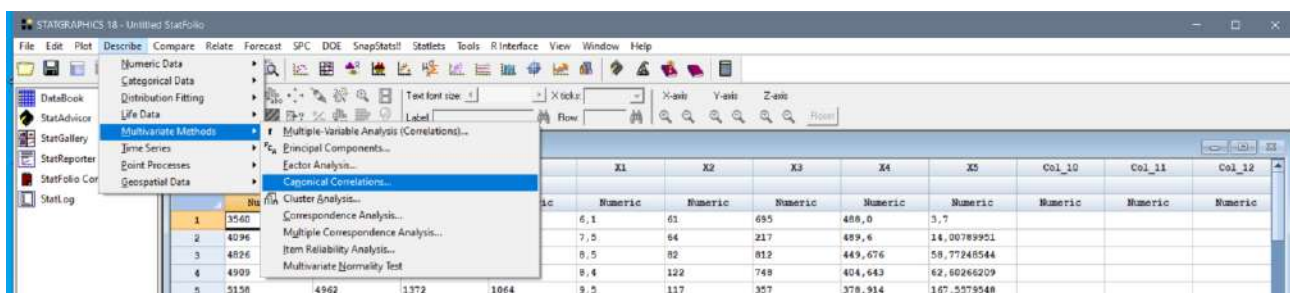 STATGRAPHICS 18 - Untitled StatFolio
File Edit Plot Describe Compare Relate Forecast SPC DOE SnapStats!! Statlets Tools R Interface View Window Help
Numeric Data
Categorical Data
Distribution Fitting
Life Data
Multivariate Methods
Time Series
Point Processes
Geospatial Data
Text font size: X ticks: X-axis Y-axis Z-axis
Label Row
DataBook
StatAdvisor
StatGallery
StatReporter
StatFolio Com
StatLog
Multiple-Variable Analysis (Correlations)...
Principal Components...
Factor Analysis...
Canonical Correlations...
Cluster Analysis...
Correspondence Analysis...
Multiple Correspondence Analysis...
Item Reliability Analysis...
Multivariate Normality Test
X1 X2 X3 X4 X5 Col_10 Col_11 Col_12
Nu ic Numeric Numeric Numeric Numeric Numeric Numeric Numeric Numeric
1 3560 6,1 61 695 488,0 3,7
2 4096 7,5 64 217 489,6 14,00789951
3 4826 8,5 82 812 449,676 58,77248544
4 4909 8,4 122 748 404,643 62,60266209
5 5158 4962 1372 1064 9,5 117 357 378,914 167,5579548